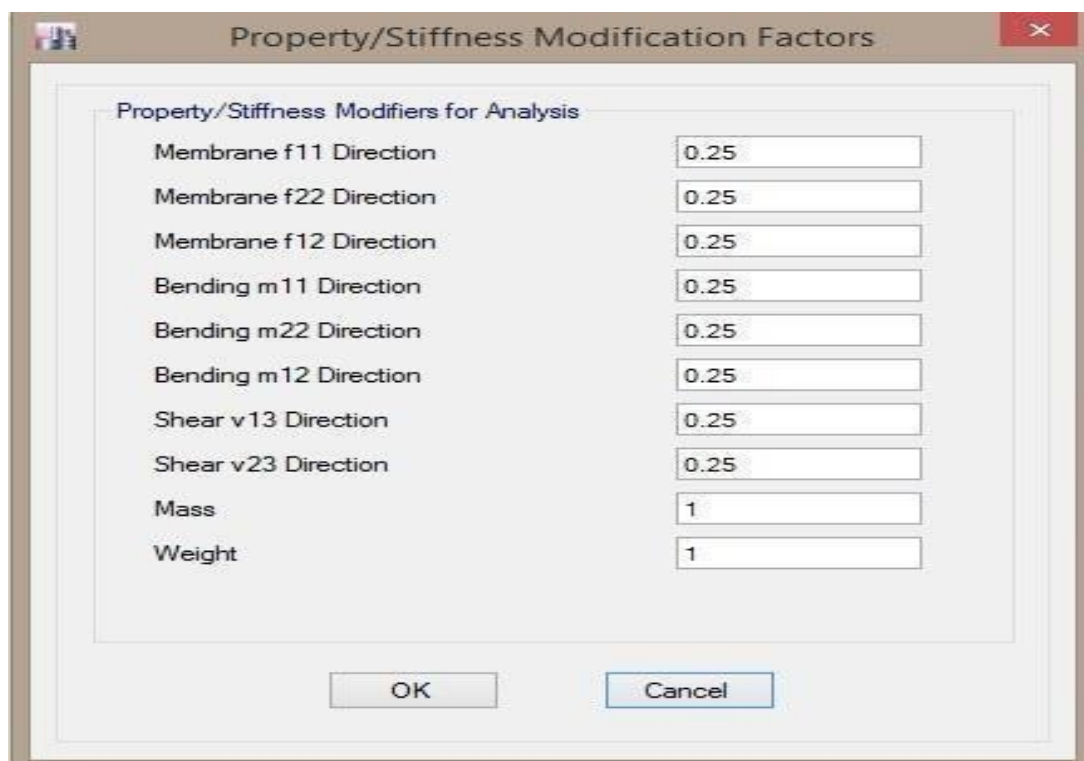 Property/Stiffness Modification Factors
Property/Stiffness Modifiers for Analysis
Membrane f11 Direction 0.25
Membrane f22 Direction 0.25
Membrane f12 Direction 0.25
Bending m11 Direction 0.25
Bending m22 Direction 0.25
Bending m12 Direction 0.25
Shear v13 Direction 0.25
Shear v23 Direction 0.25
Mass 1
Weight 1
OK Cancel